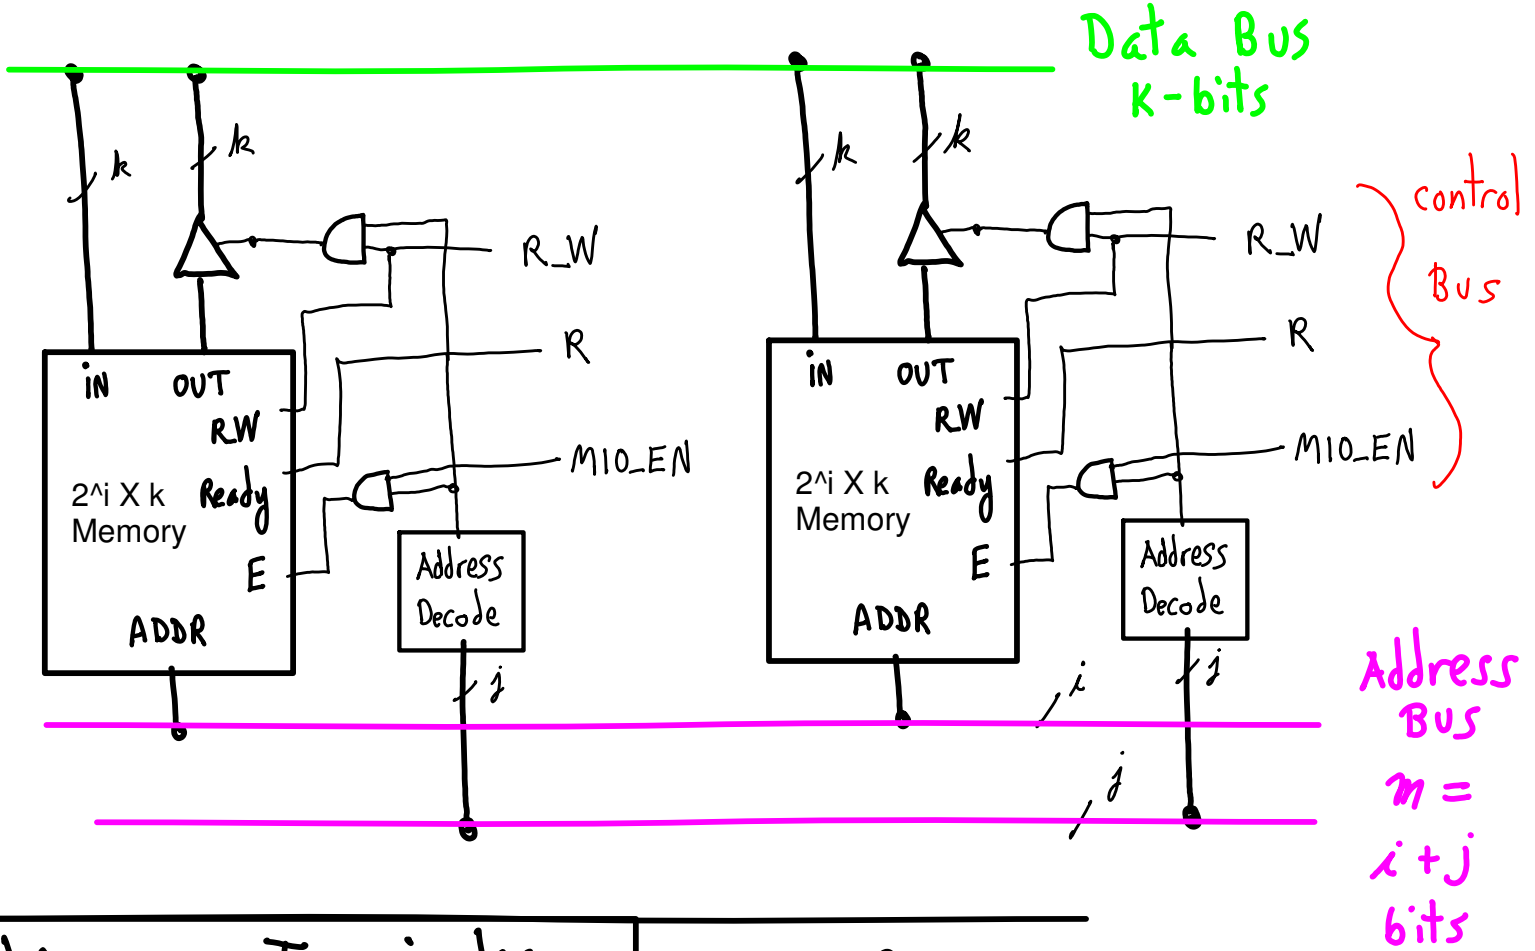 Data Bus
K-bits
k
k
k
k
control
Bus
R_W
R_W
R
R
iN OUT
iN OUT
RW
RW
MIO_EN
MIO_EN
2^i X k
Memory
Ready
2^i X k
Memory
Ready
E
E
Address
Decode
Address
Decode
ADDR
ADDR
j
i
j
Address
Bus
j
m =
i + j
bits